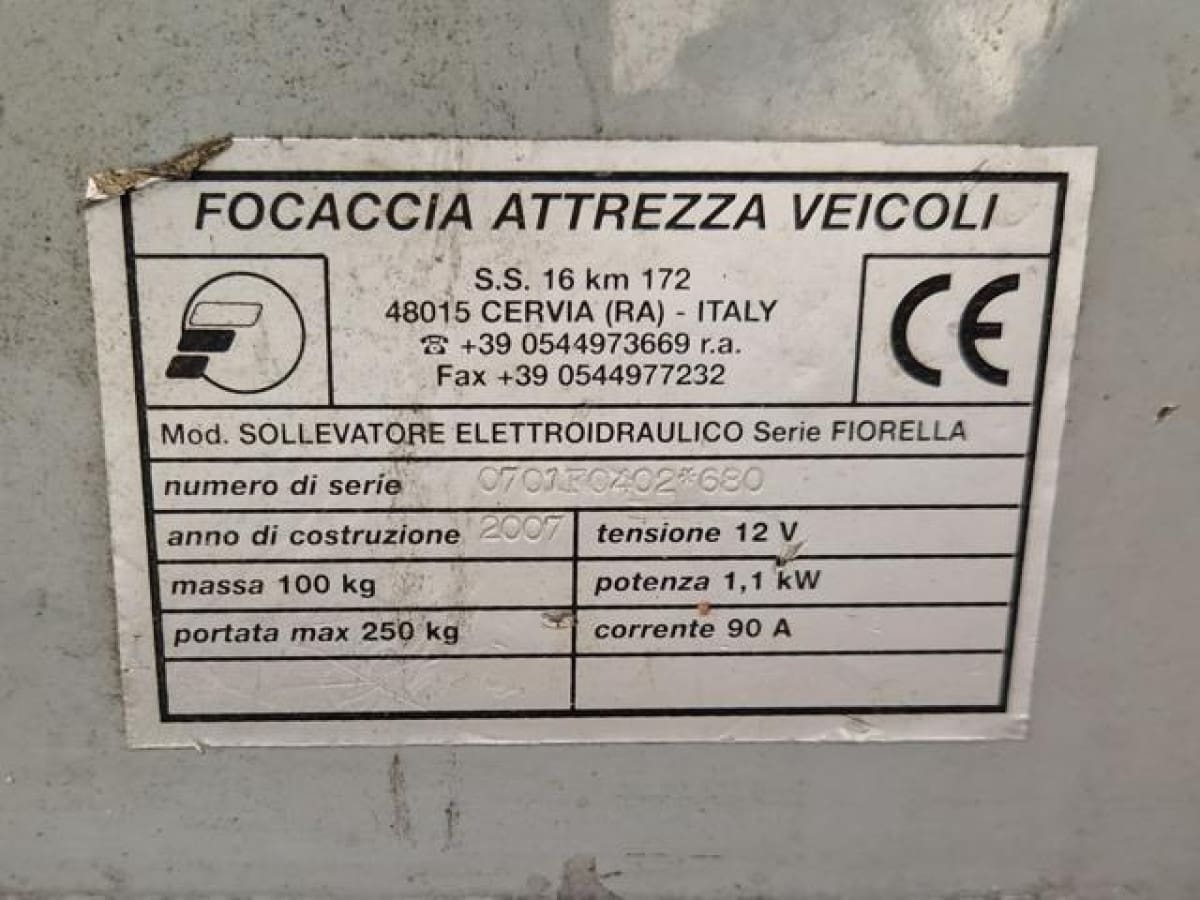 FOCACCIA ATTREZZA VEICOLI
S.S. 16 km 172
48015 CERVIA (RA) - ITALY
☎ +39 0544973669 r.a.
Fax +39 0544977232
CE
Mod. SOLLEVATORE ELETTROIDRAULICO Serie FIORELLA
numero di serie 0701F0402*680
anno di costruzione 2007
tensione 12 V
massa 100 kg
potenza 1,1 kW
portata max 250 kg
corrente 90 A